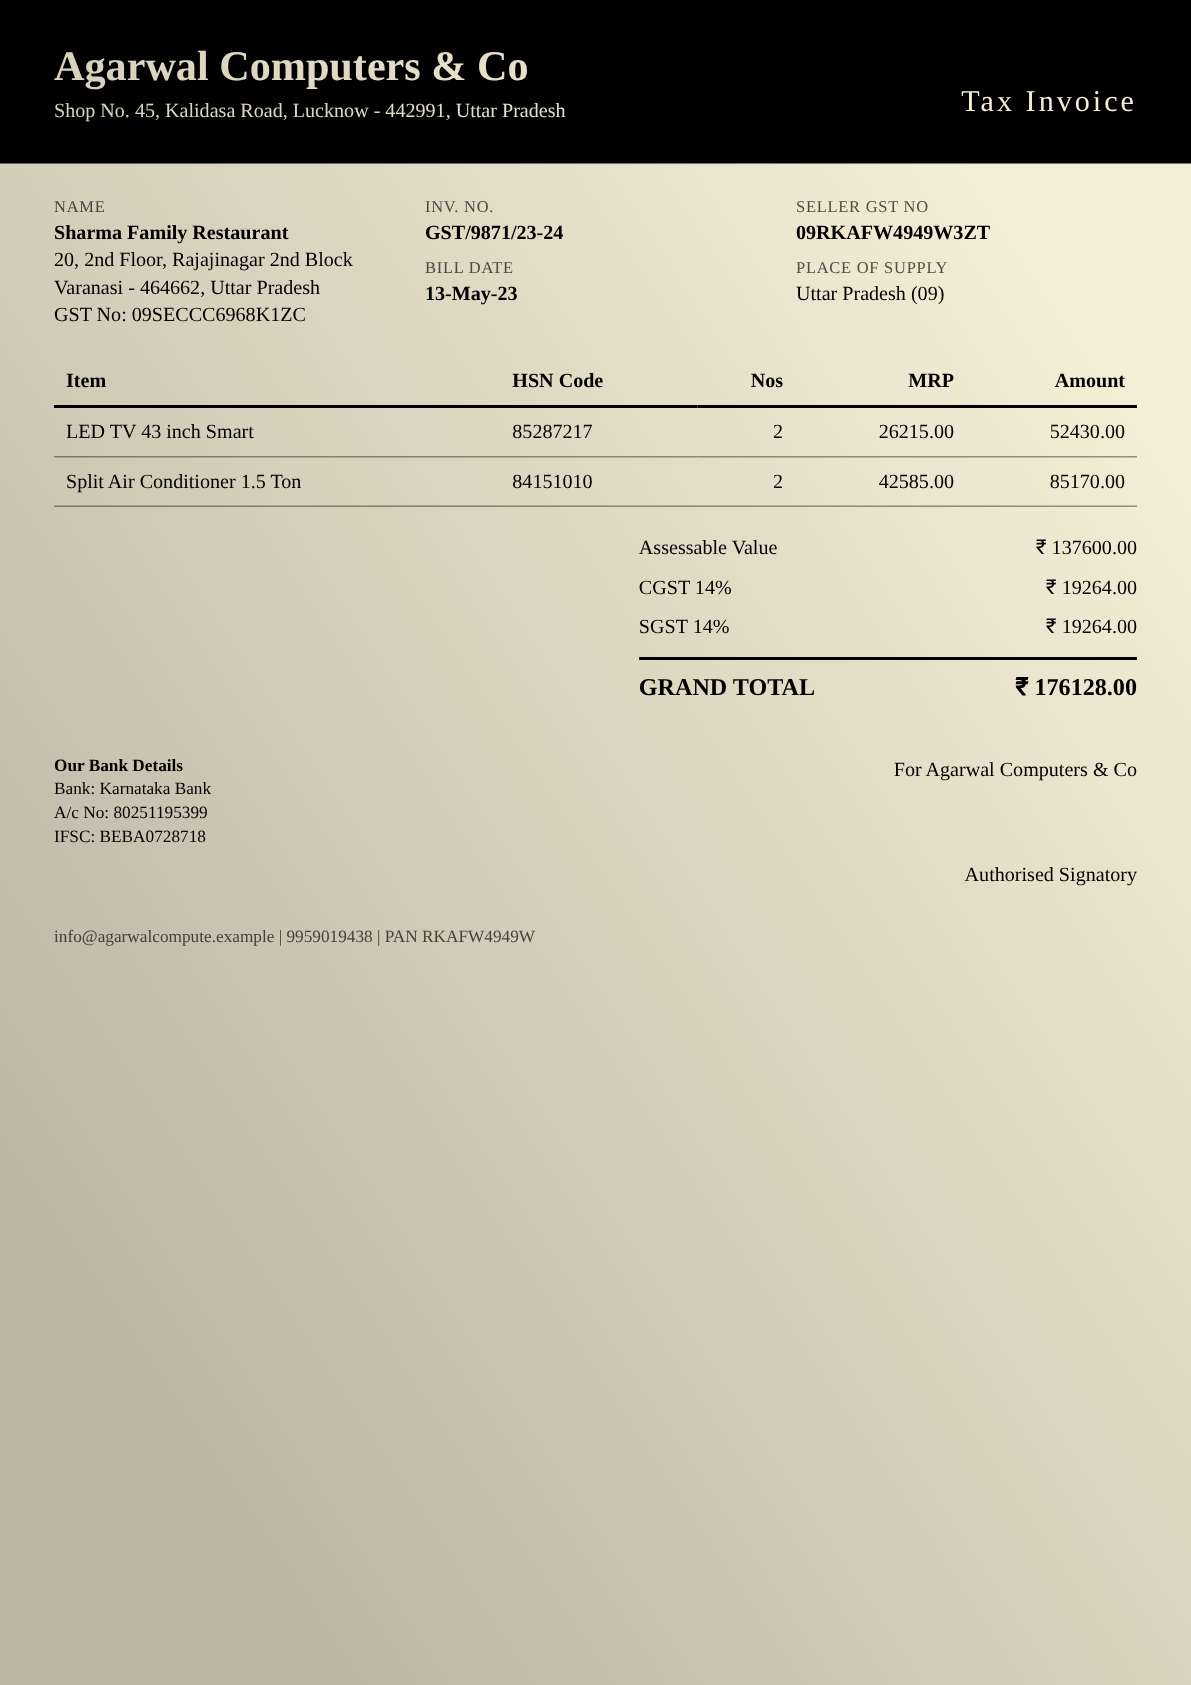 Agarwal Computers & Co
Shop No. 45, Kalidasa Road, Lucknow - 442991, Uttar Pradesh
Tax Invoice
NAME
Sharma Family Restaurant
20, 2nd Floor, Rajajinagar 2nd Block
Varanasi - 464662, Uttar Pradesh
GST No: 09SECCC6968K1ZC
INV. NO.
GST/9871/23-24
BILL DATE
13-May-23
SELLER GST NO
09RKAFW4949W3ZT
PLACE OF SUPPLY
Uttar Pradesh (09)
Item HSN Code Nos MRP Amount
LED TV 43 inch Smart 85287217 2 26215.00 52430.00
Split Air Conditioner 1.5 Ton 84151010 2 42585.00 85170.00
Assessable Value ₹ 137600.00
CGST 14% ₹ 19264.00
SGST 14% ₹ 19264.00
GRAND TOTAL ₹ 176128.00
Our Bank Details
Bank: Karnataka Bank
A/c No: 80251195399
IFSC: BEBA0728718
For Agarwal Computers & Co
Authorised Signatory
info@agarwalcompute.example | 9959019438 | PAN RKAFW4949W